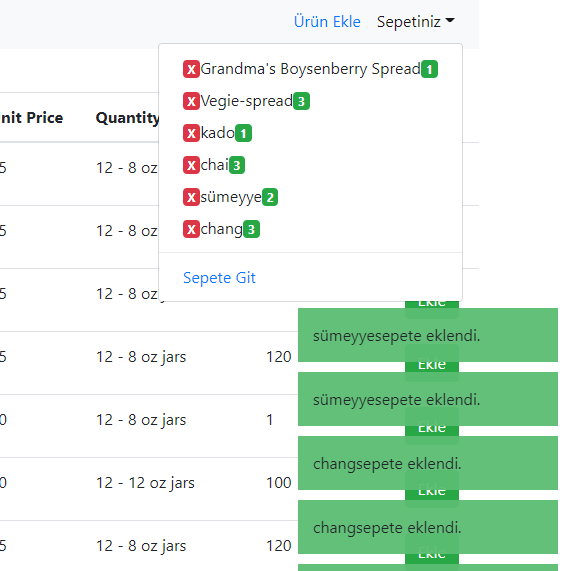 Ürün Ekle Sepetiniz
x Grandma's Boysenberry Spread 1
x Vegie-spread 3
x kado 1
x chai 3
x sümeyye 2
x chang 3
Sepete Git
nit Price Quantity
5 12 - 8 oz
5 12 - 8 oz
5 12 - 8 oz j Ekle
sümeyyesepete eklendi.
5 12 - 8 oz jars 120 Ekle
sümeyyesepete eklendi.
0 12 - 8 oz jars 1 Ekle
changsepete eklendi.
0 12 - 12 oz jars 100 Ekle
changsepete eklendi.
5 12 - 8 oz jars 120 Ekle